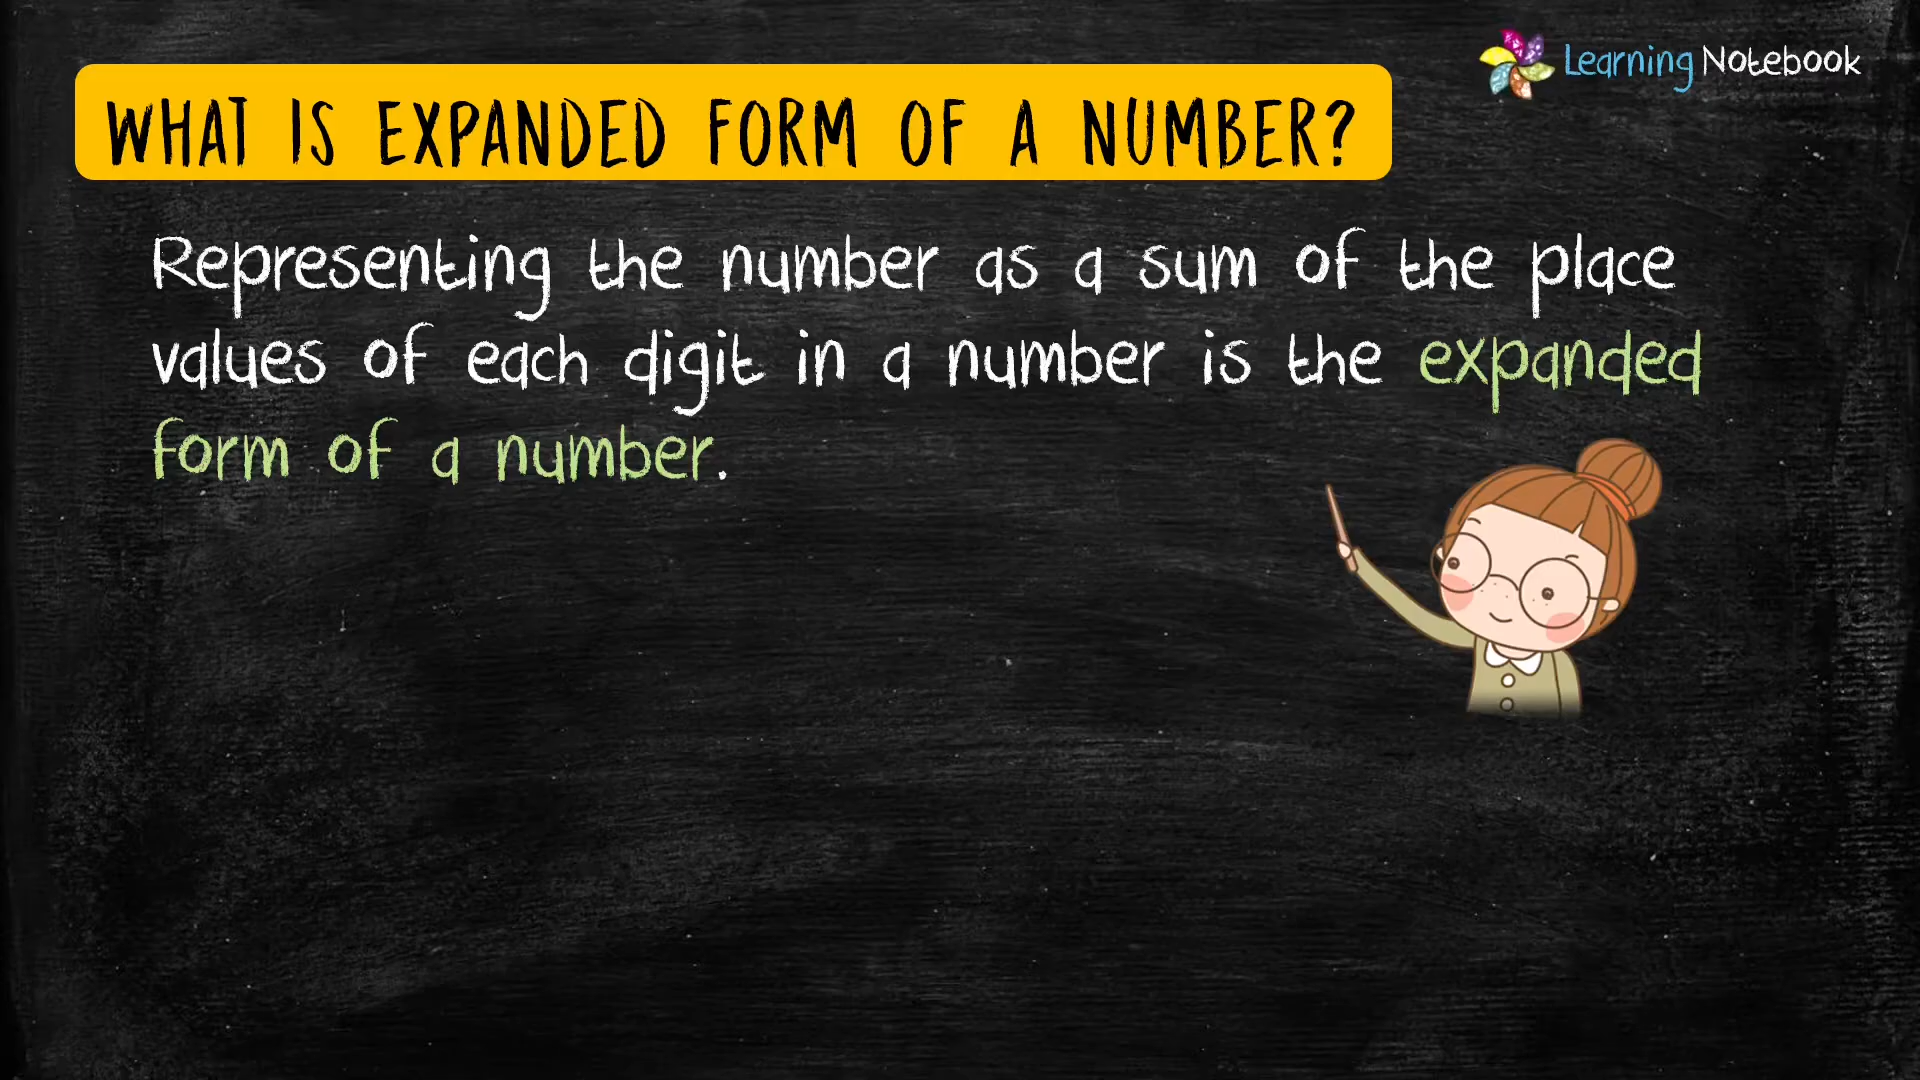 Learning Notebook
WHAT IS EXPANDED FORM OF A NUMBER?
Representing the number as a sum of the place
values of each digit in a number is the expanded
form of a number.